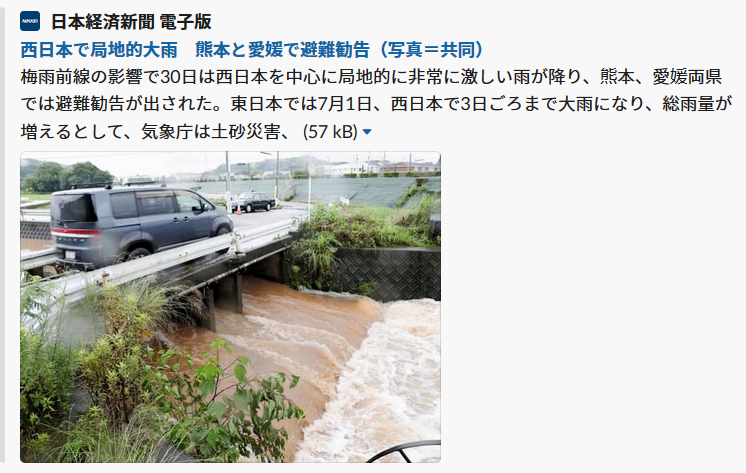 NIKKEI 日本経済新聞 電子版
西日本で局地的大雨　熊本と愛媛で避難勧告（写真＝共同）
梅雨前線の影響で30日は西日本を中心に局地的に非常に激しい雨が降り、熊本、愛媛両県
では避難勧告が出された。東日本では7月1日、西日本で3日ごろまで大雨になり、総雨量が
増えるとして、気象庁は土砂災害、 (57 kB)